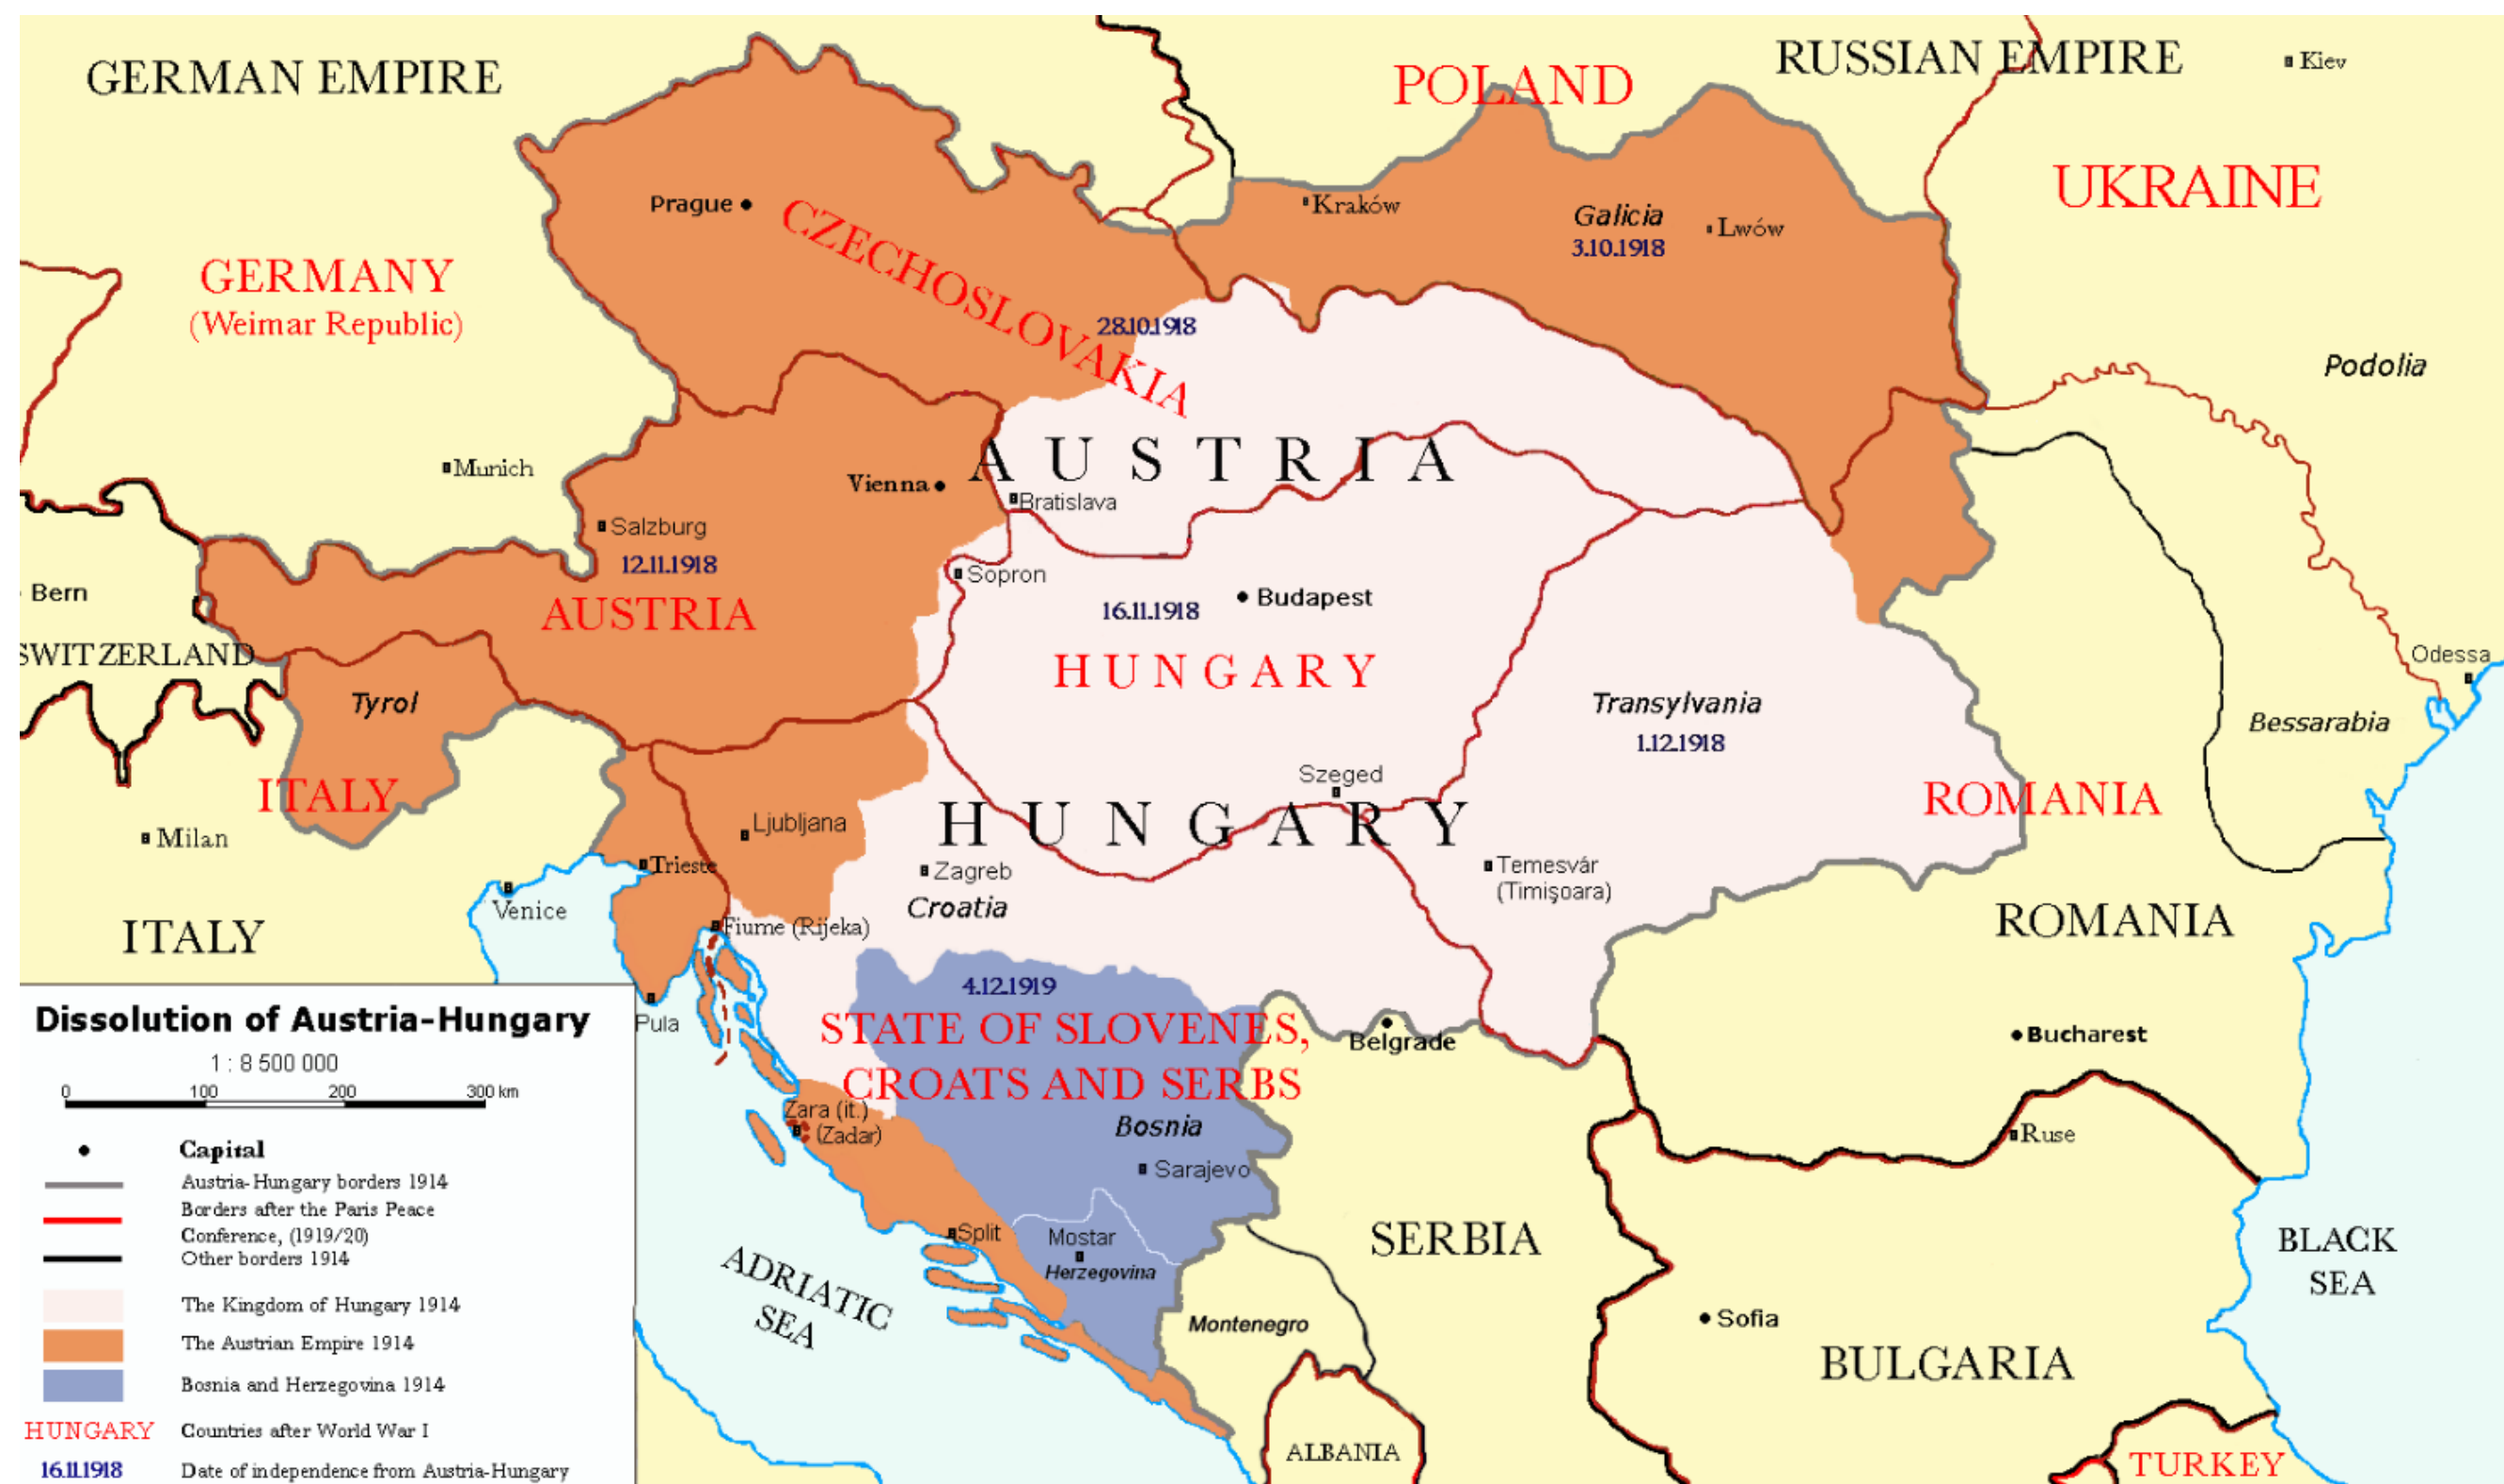 GERMAN EMPIRE
POLAND
RUSSIAN EMPIRE
Kiev
UKRAINE
Prague
CZECHOSLOVAKIA
Kraków
Galicia
3.10.1918
Lwów
GERMANY
(Weimar Republic)
28.10.1918
Podolia
Munich
Vienna
AUSTRIA
Bratislava
Salzburg
12.11.1918
Sopron
Bern
AUSTRIA
16.11.1918
Budapest
SWITZERLAND
HUNGARY
Odessa
Tyrol
Transylvania
1.12.1918
Bessarabia
ITALY
Szeged
ROMANIA
Milan
Ljubljana
HUNGARY
Trieste
Zagreb
Temesvár
(Timişoara)
Venice
Croatia
ITALY
Fiume (Rijeka)
ROMANIA
4.12.1919
Pula
STATE OF SLOVENES,
CROATS AND SERBS
Belgrade
Bucharest
Zara (it.)
(Zadar)
Bosnia
Ruse
Sarajevo
Split
Mostar
Herzegovina
SERBIA
BLACK
SEA
ADRIATIC
SEA
Montenegro
Sofia
BULGARIA
ALBANIA
TURKEY
Dissolution of Austria-Hungary
1 : 8 500 000
0 100 200 300 km
Capital
Austria-Hungary borders 1914
Borders after the Paris Peace
Conference, (1919/20)
Other borders 1914
The Kingdom of Hungary 1914
The Austrian Empire 1914
Bosnia and Herzegovina 1914
HUNGARY Countries after World War I
16.11.1918 Date of independence from Austria-Hungary